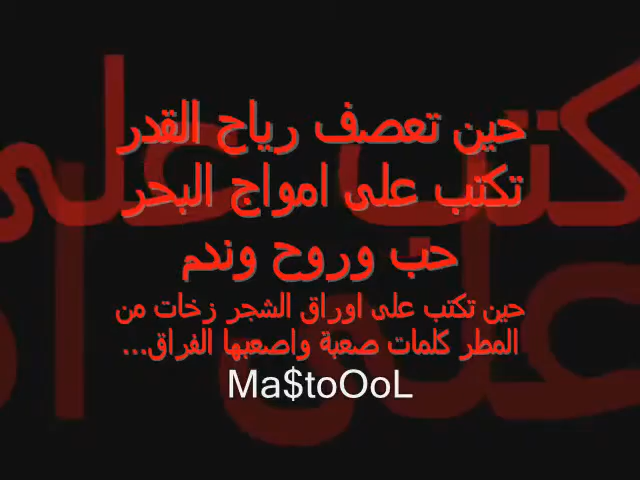 حين تعصف رياح القدر
تكتب على امواج البحر
حب وروح وندم
حين تكتب على اوراق الشجر زخات من
المطر كلمات صعبة واصعبها الفراق...
Ma$toOoL